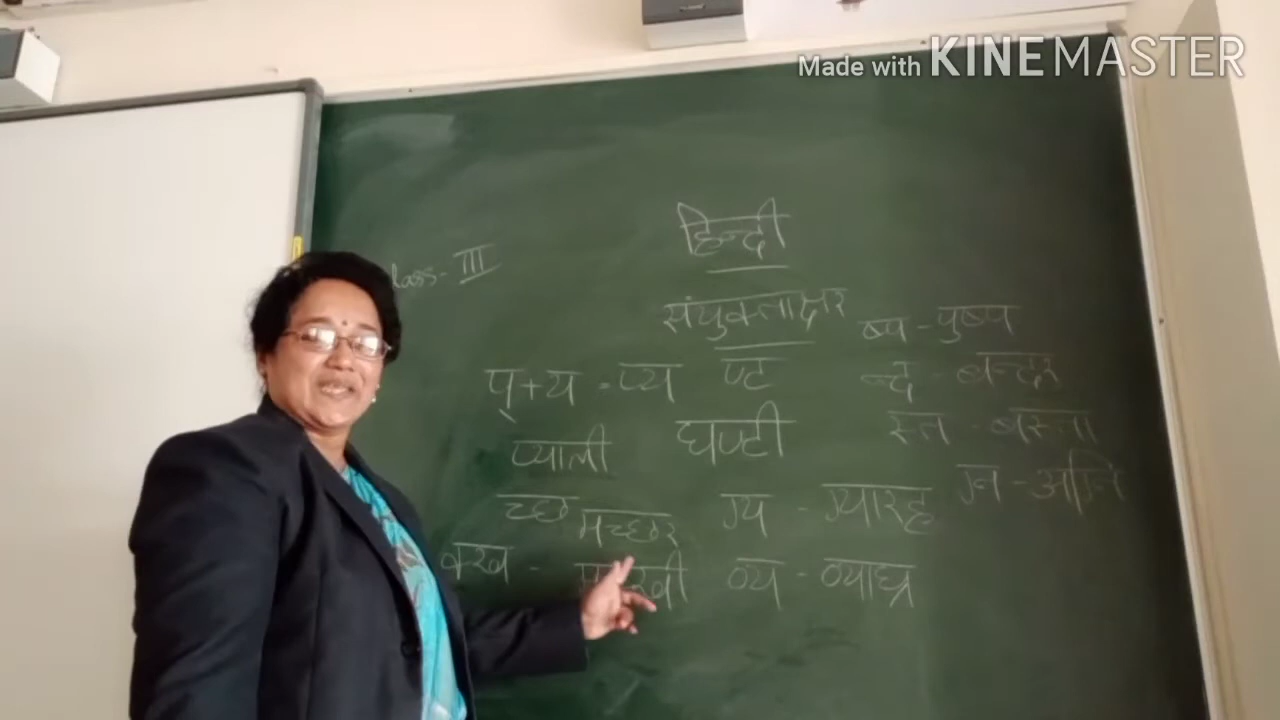 Made with KINEMASTER
हिन्दी
Class - III
संयुक्ताक्षर
ष्प - पुष्प
प् + य = प्य
ण्ट
न्द - बन्दर
प्याली
घण्टी
स्त - बस्ता
च्छ मच्छर
ग्य - ग्यारह
ग्न - अग्नि
क्ख -
व्य - व्याघ्र